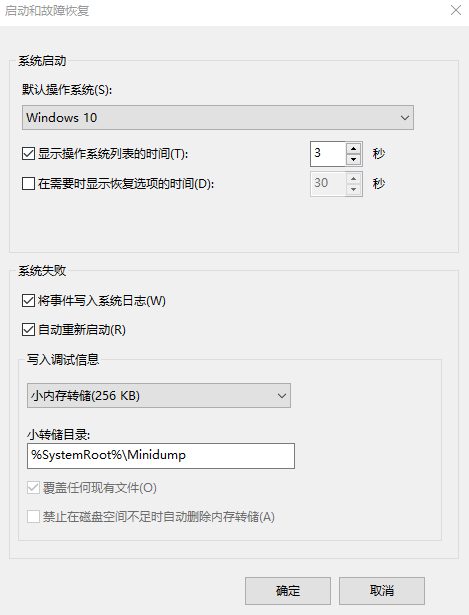 启动和故障恢复
系统启动
默认操作系统(S):
Windows 10
显示操作系统列表的时间(T): 3 秒
在需要时显示恢复选项的时间(D): 30 秒
系统失败
将事件写入系统日志(W)
自动重新启动(R)
写入调试信息
小内存转储(256 KB)
小转储目录:
%SystemRoot%\Minidump
覆盖任何现有文件(O)
禁止在磁盘空间不足时自动删除内存转储(A)
确定 取消